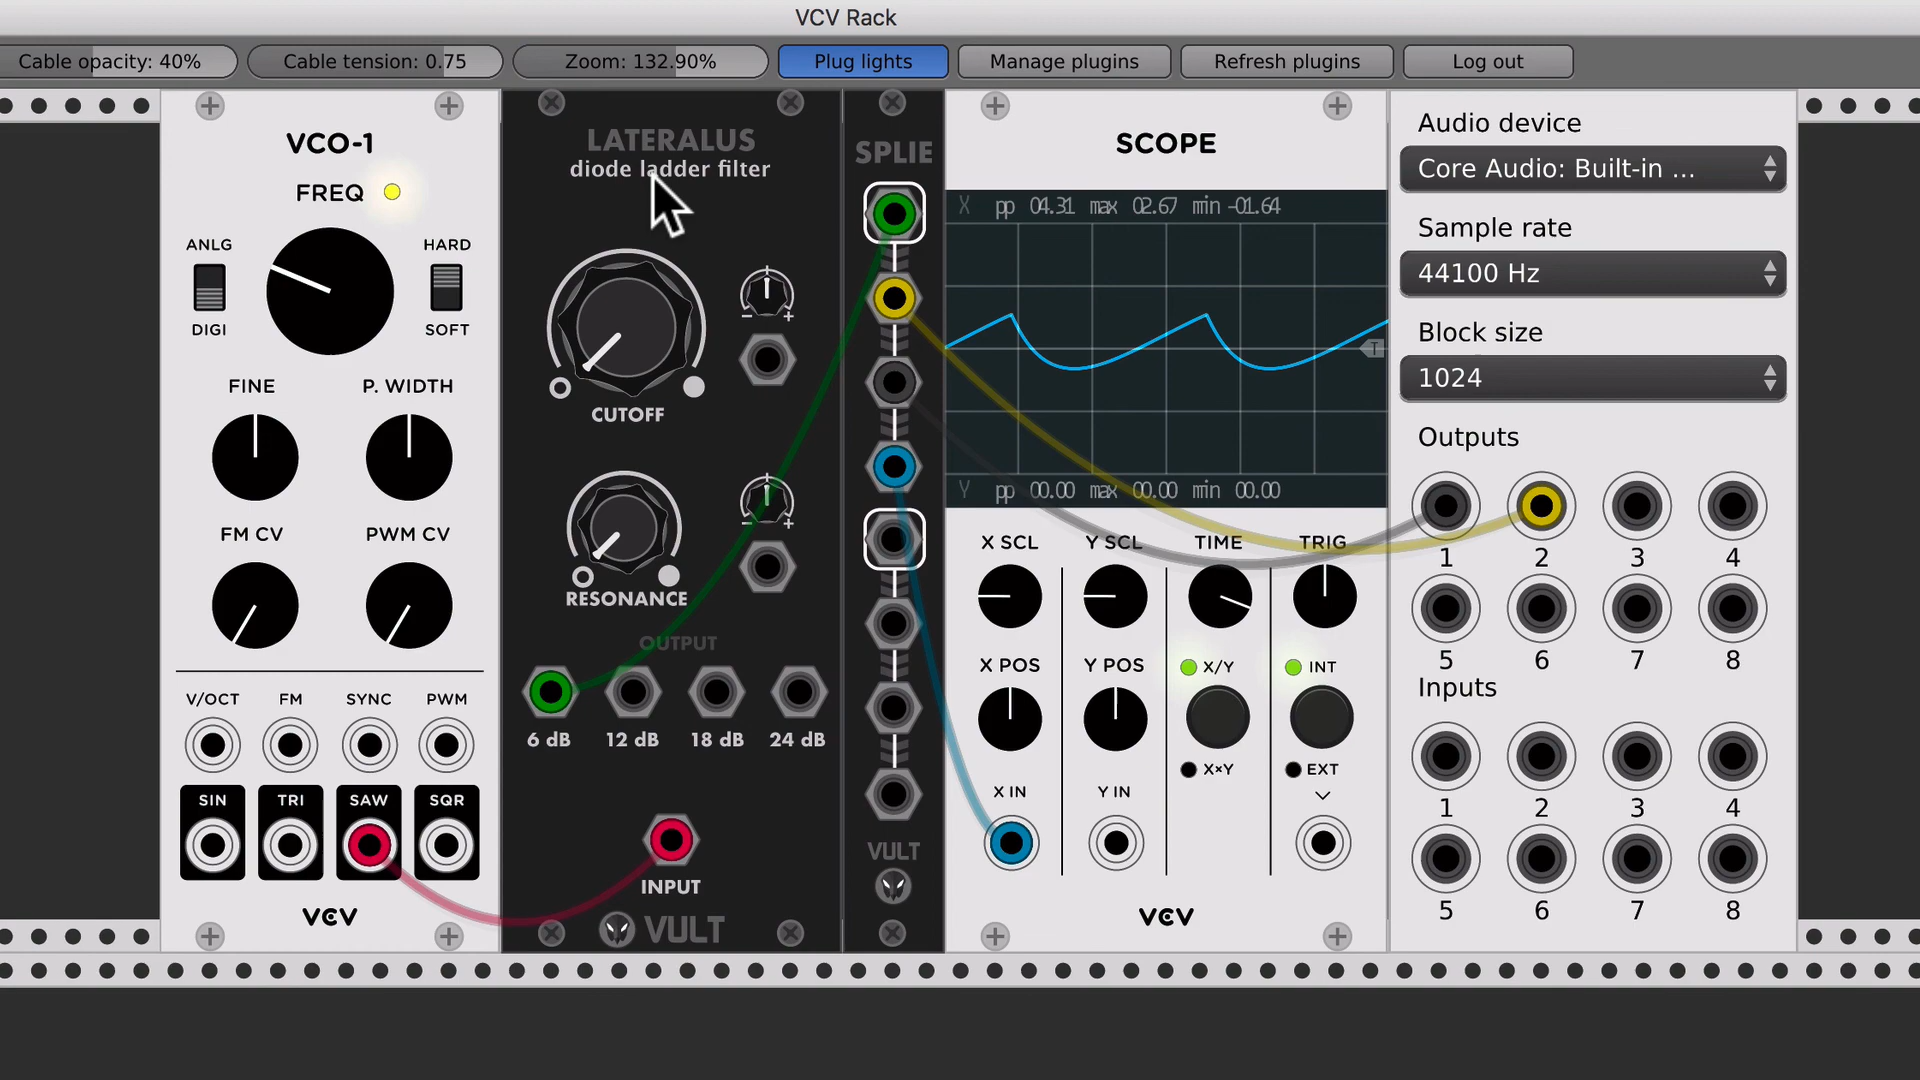 VCV Rack
Cable opacity: 40%
Cable tension: 0.75
Zoom: 132.90%
Plug lights
Manage plugins
Refresh plugins
Log out
VCO-1
FREQ
ANLG
HARD
DIGI
SOFT
FINE
P. WIDTH
FM CV
PWM CV
V/OCT
FM
SYNC
PWM
SIN
TRI
SAW
SQR
VCV
LATERALUS
diode ladder filter
- +
CUTOFF
- +
RESONANCE
OUTPUT
6 dB
12 dB
18 dB
24 dB
INPUT
VULT
SPLIE
VULT
SCOPE
X pp 04.31 max 02.67 min -01.64
T
Y pp 00.00 max 00.00 min 00.00
X SCL
Y SCL
TIME
TRIG
X POS
Y POS
X/Y
INT
X×Y
EXT
X IN
Y IN
VCV
Audio device
Core Audio: Built-in ...
Sample rate
44100 Hz
Block size
1024
Outputs
1 2 3 4
5 6 7 8
Inputs
1 2 3 4
5 6 7 8